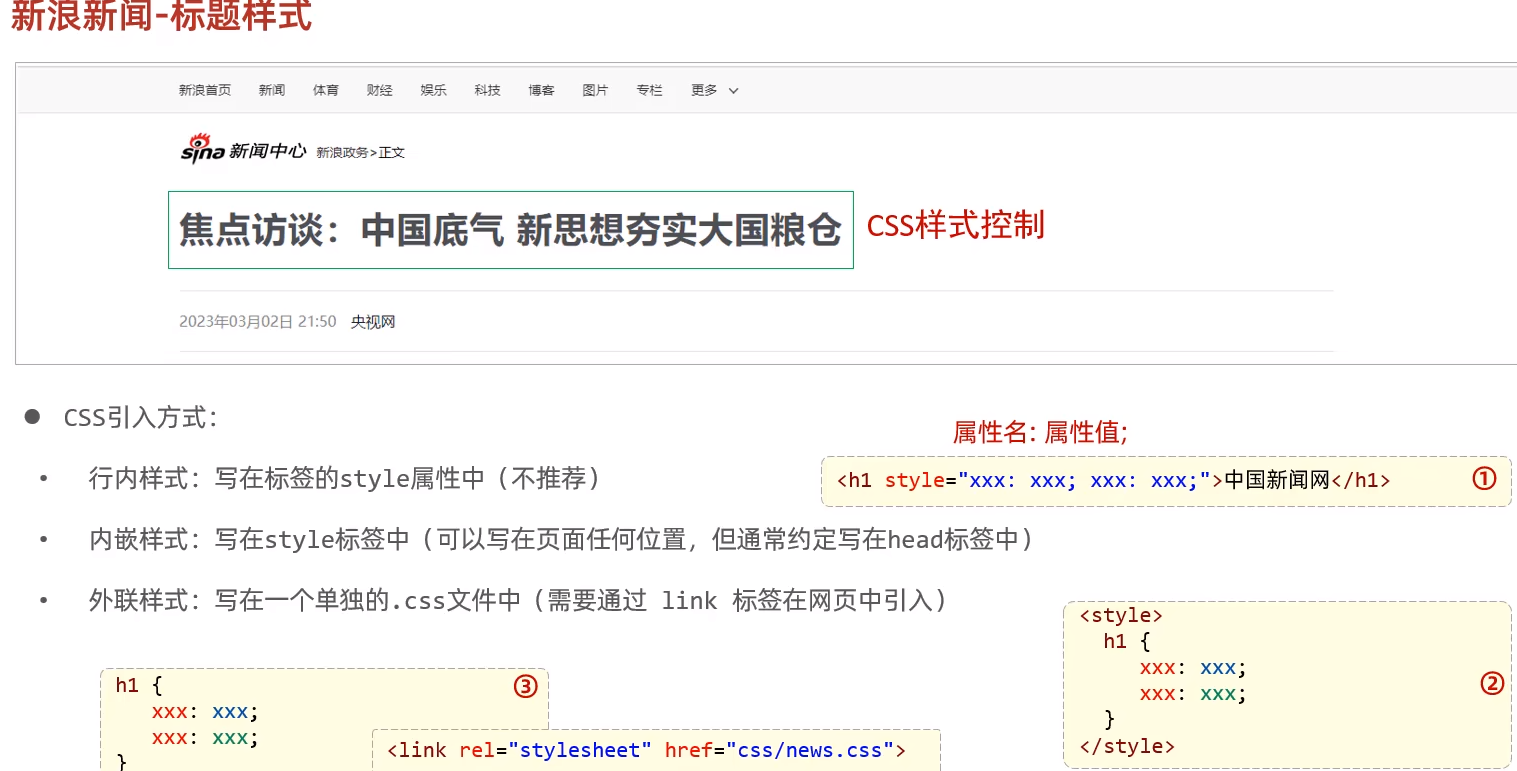 新浪新闻-标题样式
新浪首页 新闻 体育 财经 娱乐 科技 博客 图片 专栏 更多
sina 新闻中心 新浪政务>正文
焦点访谈：中国底气 新思想夯实大国粮仓
CSS样式控制
2023年03月02日 21:50 央视网
CSS引入方式：
属性名: 属性值;
行内样式：写在标签的style属性中（不推荐）
<h1 style="xxx: xxx; xxx: xxx;">中国新闻网</h1> ①
内嵌样式：写在style标签中（可以写在页面任何位置，但通常约定写在head标签中）
外联样式：写在一个单独的.css文件中（需要通过 link 标签在网页中引入）
<style>
h1 {
xxx: xxx;
xxx: xxx;
}
</style>
②
h1 {
xxx: xxx;
xxx: xxx;
}
③
<link rel="stylesheet" href="css/news.css">